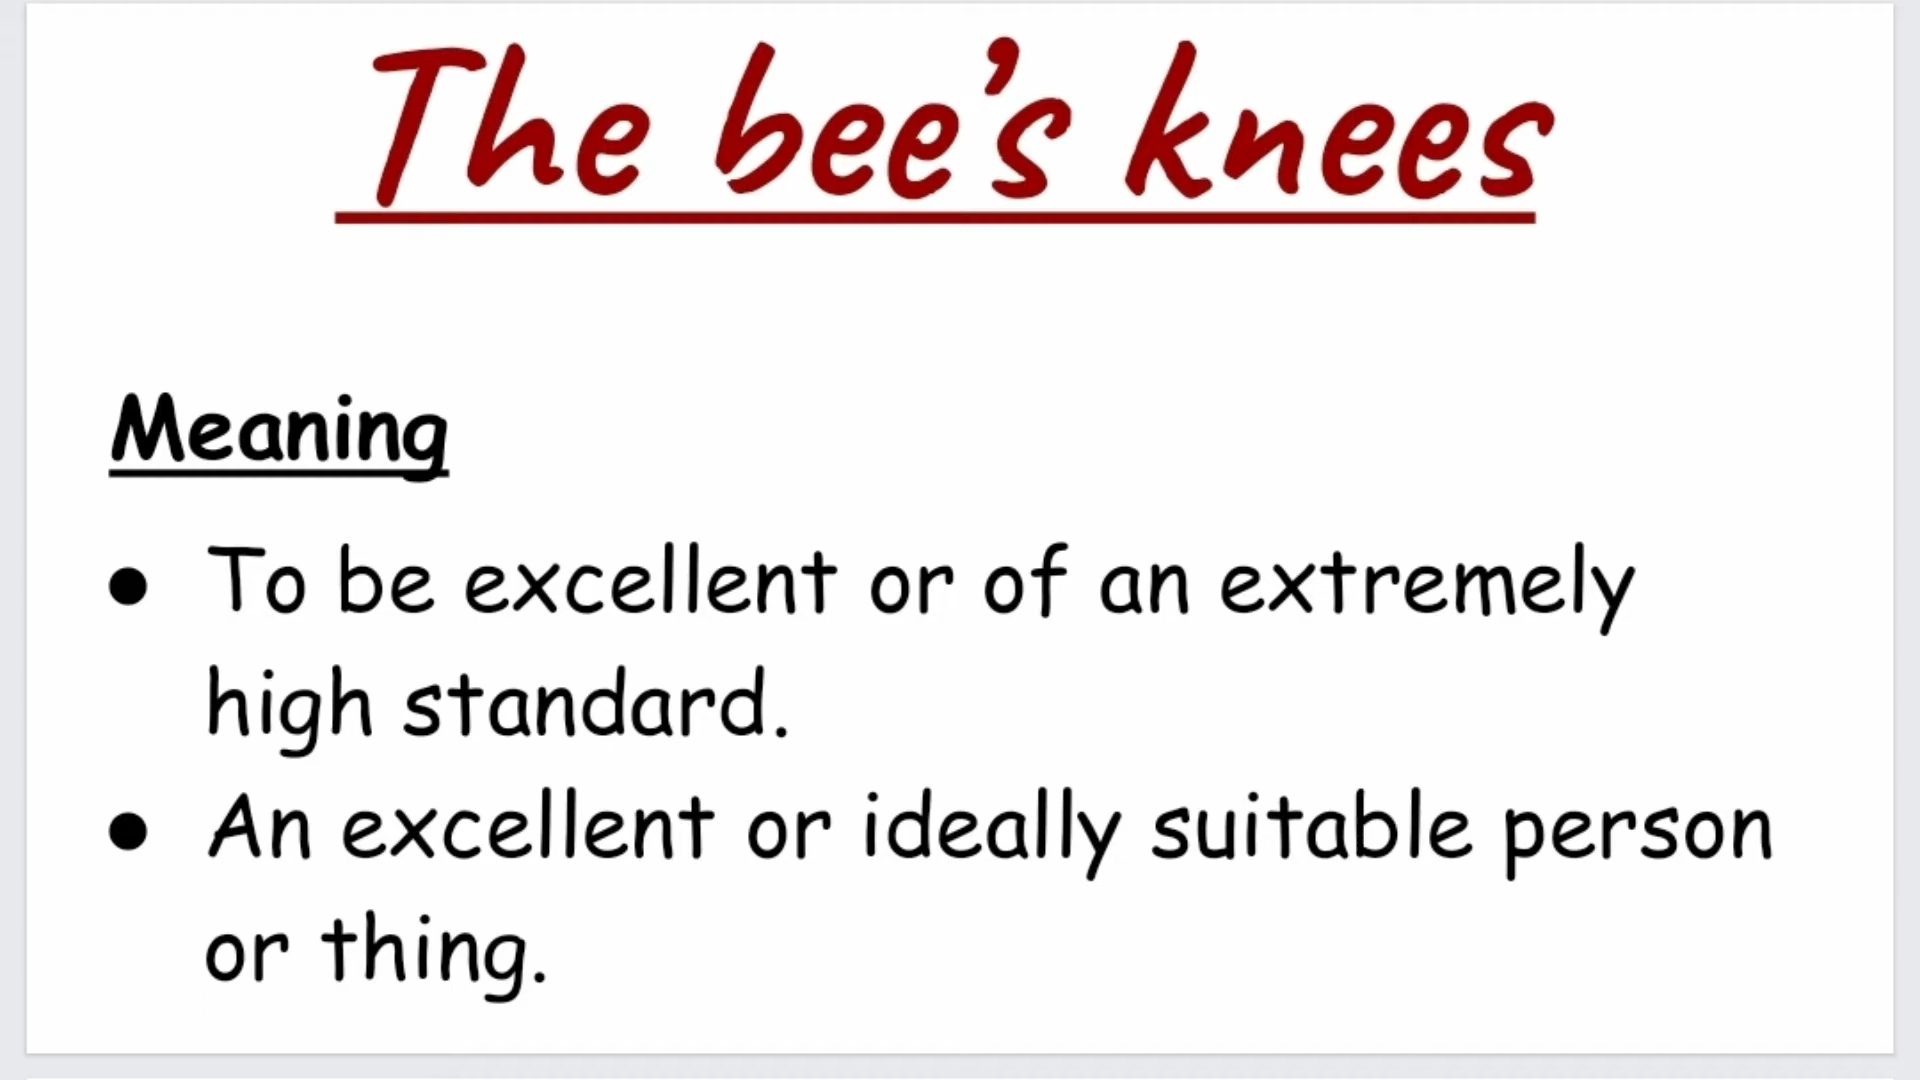 The bee’s knees
Meaning
● To be excellent or of an extremely
high standard.
● An excellent or ideally suitable person
or thing.